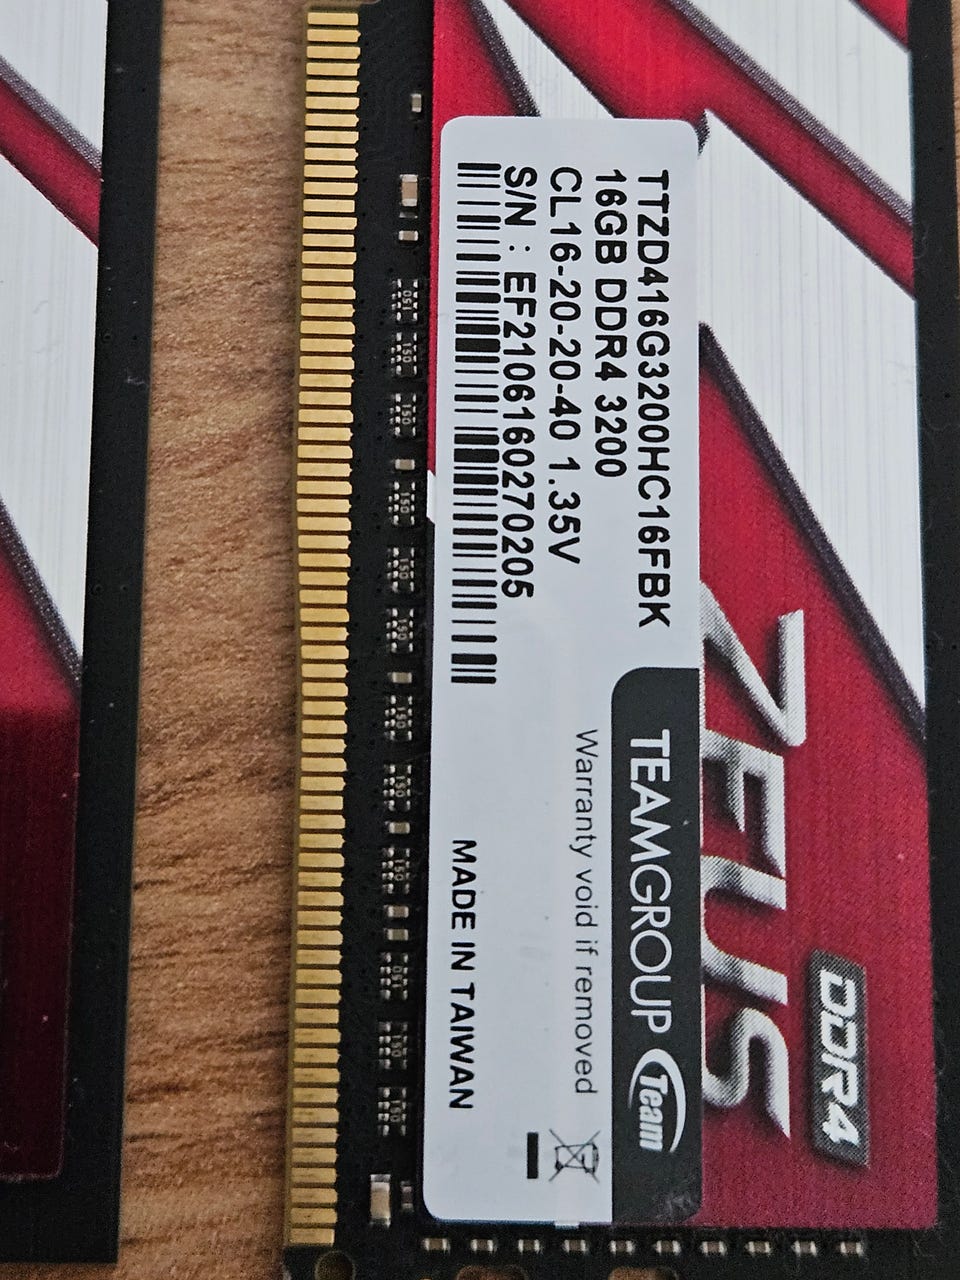 TTZD416G3200HC16FBK
16GB DDR4 3200
CL16-20-20-40 1.35V
S/N : EF2106160270205
TEAMGROUP Team
Warranty void if removed
MADE IN TAIWAN
ZEUS
DDR4